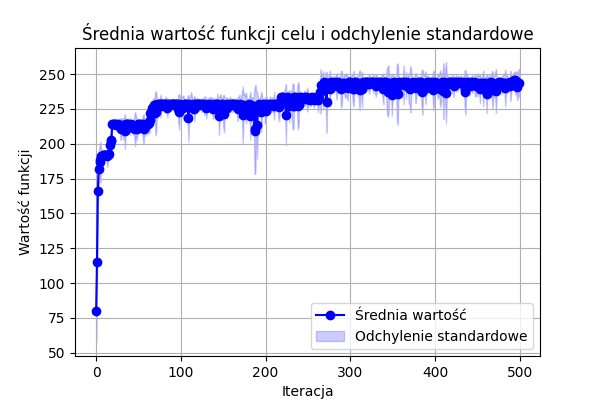 Średnia wartość funkcji celu i odchylenie standardowe
Wartość funkcji
250
225
200
175
150
125
100
75
50
0 100 200 300 400 500
Iteracja
Średnia wartość
Odchylenie standardowe